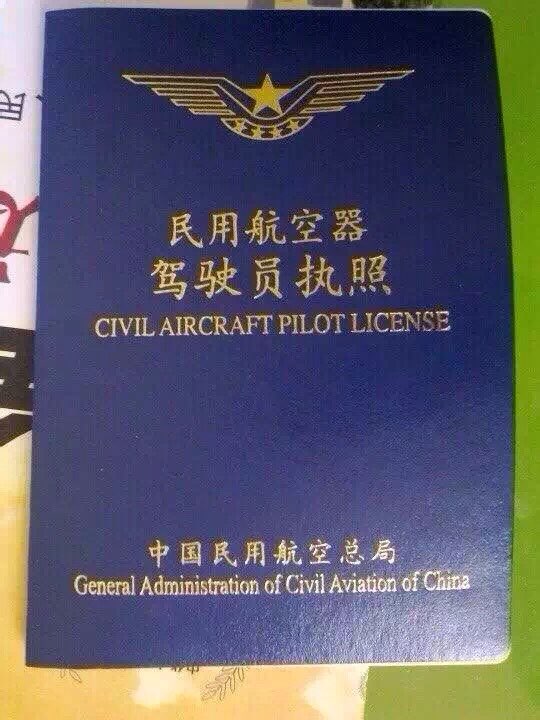 民用航空器
驾驶员执照
CIVIL AIRCRAFT PILOT LICENSE
中国民用航空总局
General Administration of Civil Aviation of China
民